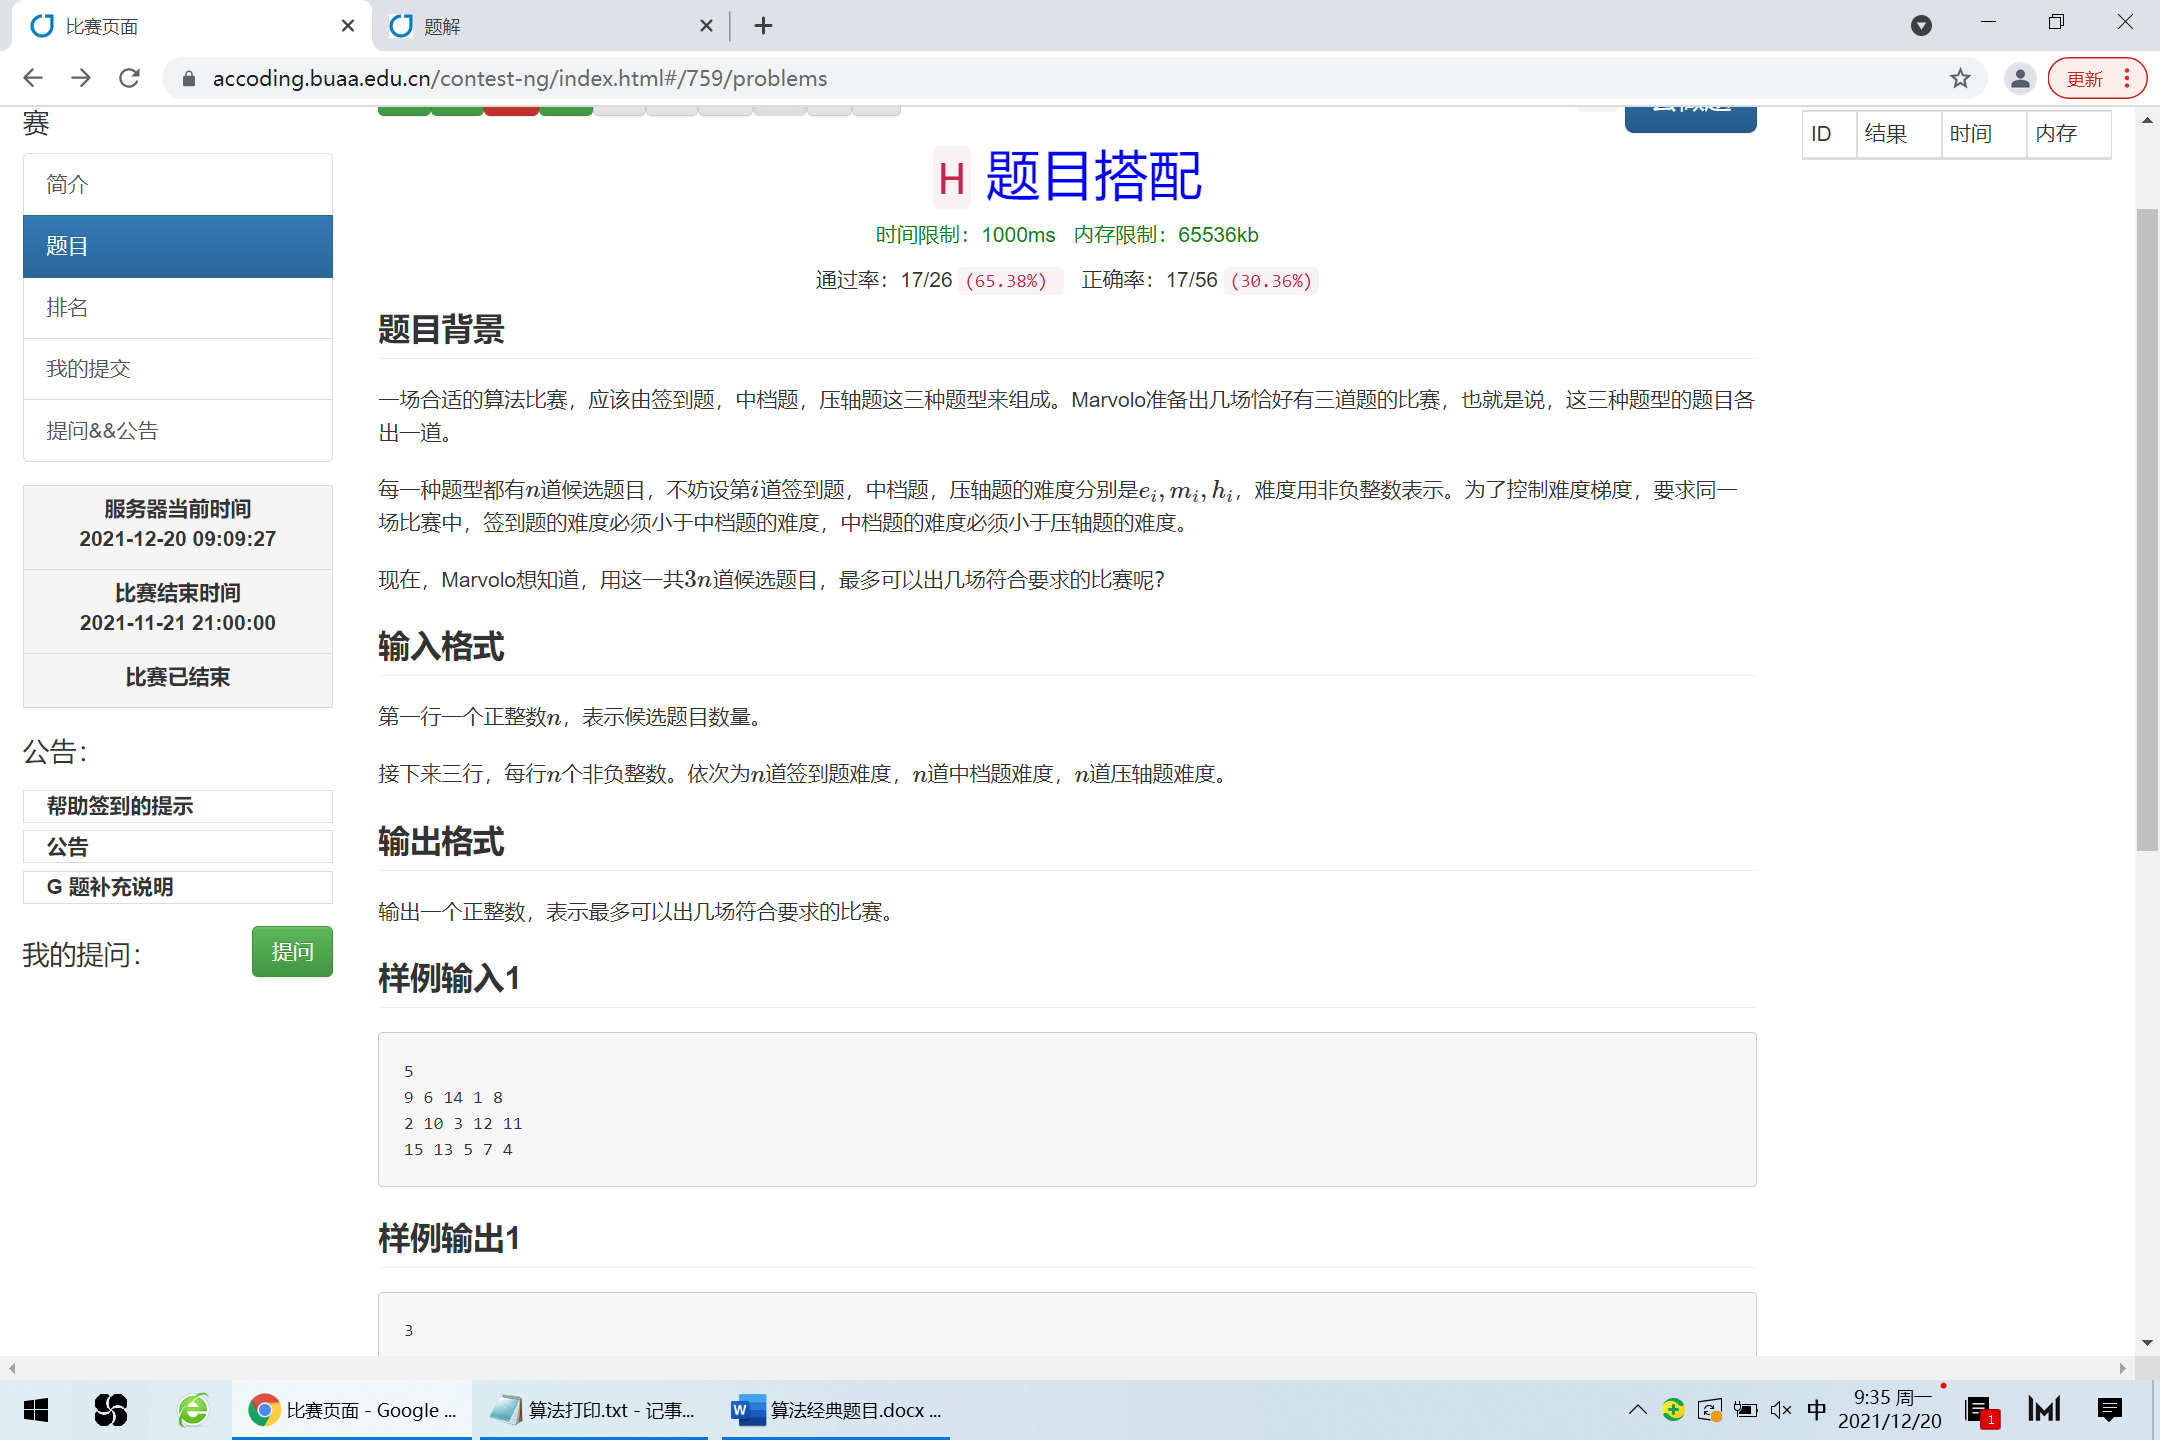 比赛页面
题解
accoding.buaa.edu.cn/contest-ng/index.html#/759/problems
更新
赛
简介
题目
排名
我的提交
提问&&公告
服务器当前时间
2021-12-20 09:09:27
比赛结束时间
2021-11-21 21:00:00
比赛已结束
公告：
帮助签到的提示
公告
G 题补充说明
我的提问：
提问
H 题目搭配
时间限制：1000ms 内存限制：65536kb
通过率：17/26 (65.38%) 正确率：17/56 (30.36%)
题目背景
一场合适的算法比赛，应该由签到题，中档题，压轴题这三种题型来组成。Marvolo准备出几场恰好有三道题的比赛，也就是说，这三种题型的题目各
出一道。
每一种题型都有n道候选题目，不妨设第i道签到题，中档题，压轴题的难度分别是e_i, m_i, h_i，难度用非负整数表示。为了控制难度梯度，要求同一
场比赛中，签到题的难度必须小于中档题的难度，中档题的难度必须小于压轴题的难度。
现在，Marvolo想知道，用这一共3n道候选题目，最多可以出几场符合要求的比赛呢？
输入格式
第一行一个正整数n，表示候选题目数量。
接下来三行，每行n个非负整数。依次为n道签到题难度，n道中档题难度，n道压轴题难度。
输出格式
输出一个正整数，表示最多可以出几场符合要求的比赛。
样例输入1
5
9 6 14 1 8
2 10 3 12 11
15 13 5 7 4
样例输出1
3
ID 结果 时间 内存
比赛页面 - Google ...
算法打印.txt - 记事...
算法经典题目.docx ...
中
9:35 周一
2021/12/20
1